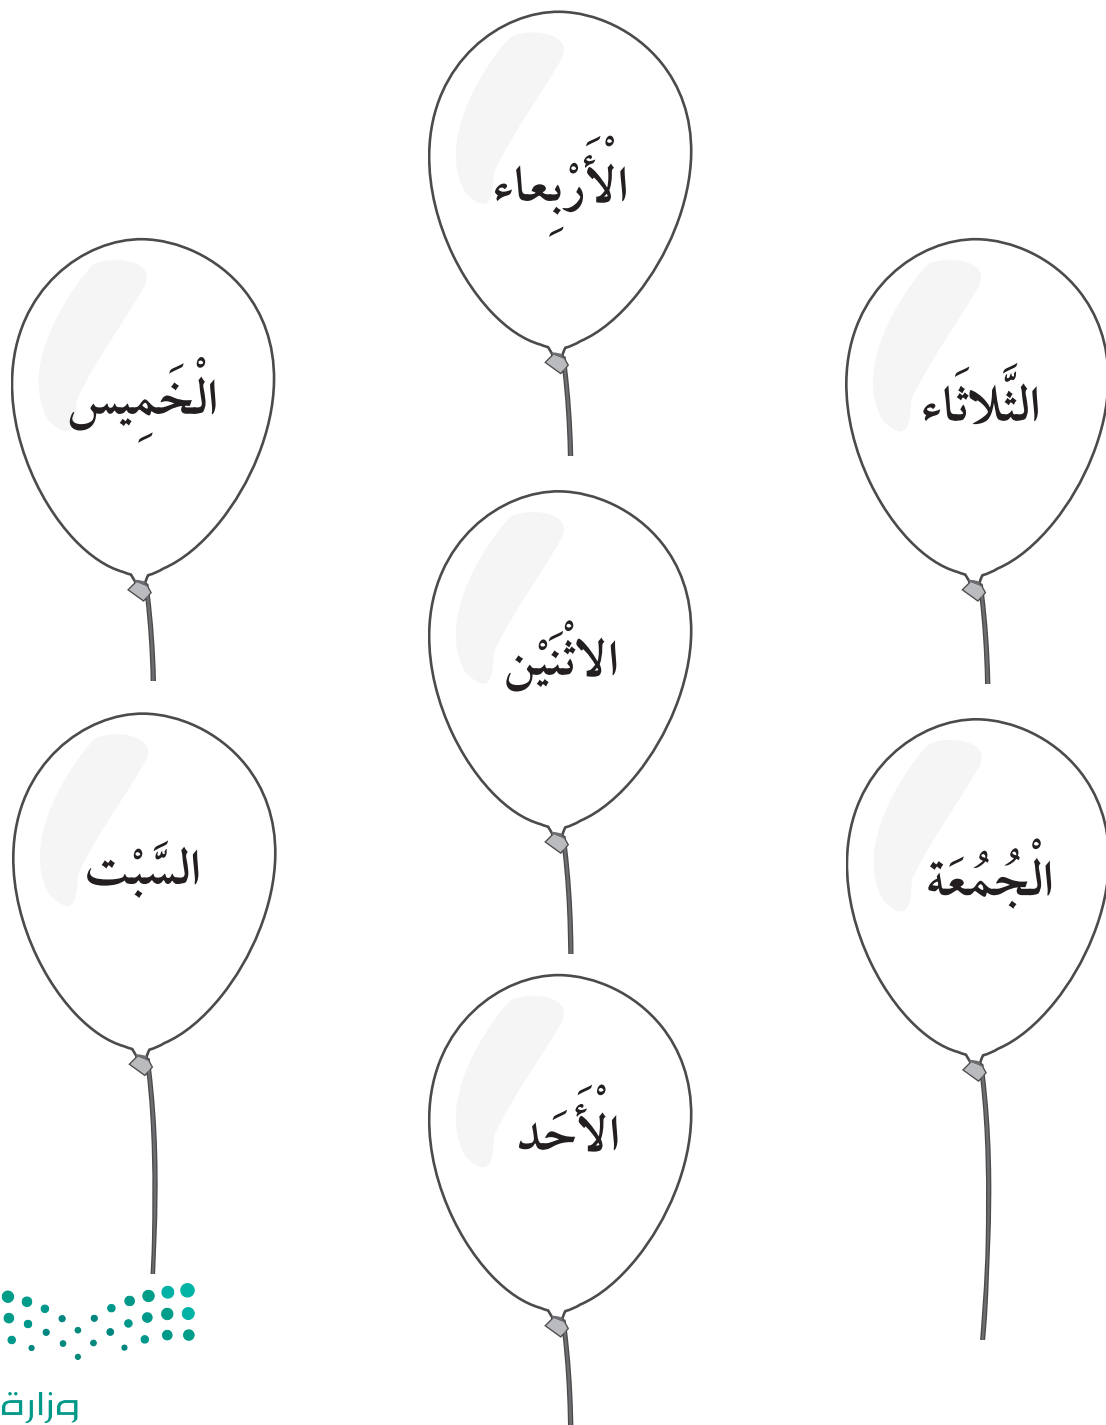 الْأَرْبِعاء
الثَّلاثَاء
الْخَمِيس
الاثْنَيْن
الْجُمُعَة
السَّبْت
الْأَحَد
وزارة